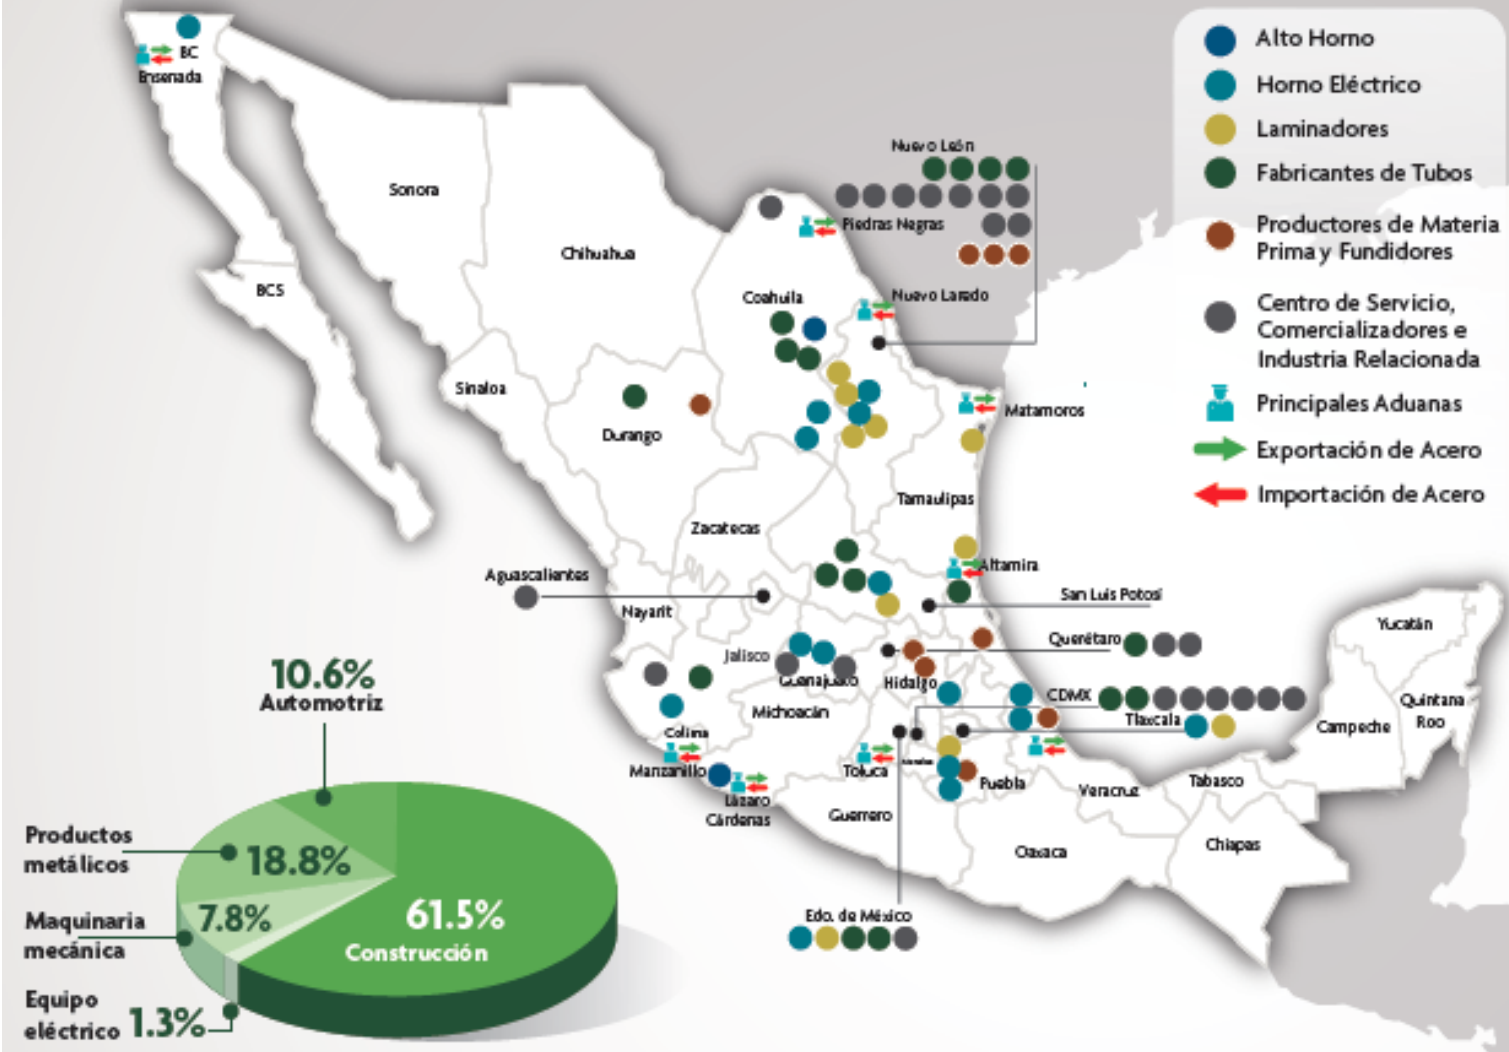 BC
Ensenada
Sonora
BCS
Chihuahua
Sinaloa
Durango
Coahuila
Nuevo León
Piedras Negras
Nuevo Laredo
Matamoros
Tamaulipas
Zacatecas
Altamira
Aguascalientes
Nayarit
San Luis Potosí
Querétaro
Jalisco
Guanajuato
Hidalgo
CDMX
Tlaxcala
Michoacán
Colima
Manzanillo
Lázaro
Cárdenas
Toluca
Guerrero
Puebla
Veracruz
Oaxaca
Tabasco
Chiapas
Campeche
Yucatán
Quintana
Roo
Edo. de México
Alto Horno
Horno Eléctrico
Laminadores
Fabricantes de Tubos
Productores de Materia
Prima y Fundidores
Centro de Servicio,
Comercializadores e
Industria Relacionada
Principales Aduanas
Exportación de Acero
Importación de Acero
10.6%
Automotriz
Productos
metálicos
18.8%
Maquinaria
mecánica
7.8%
61.5%
Construcción
Equipo
eléctrico 1.3%